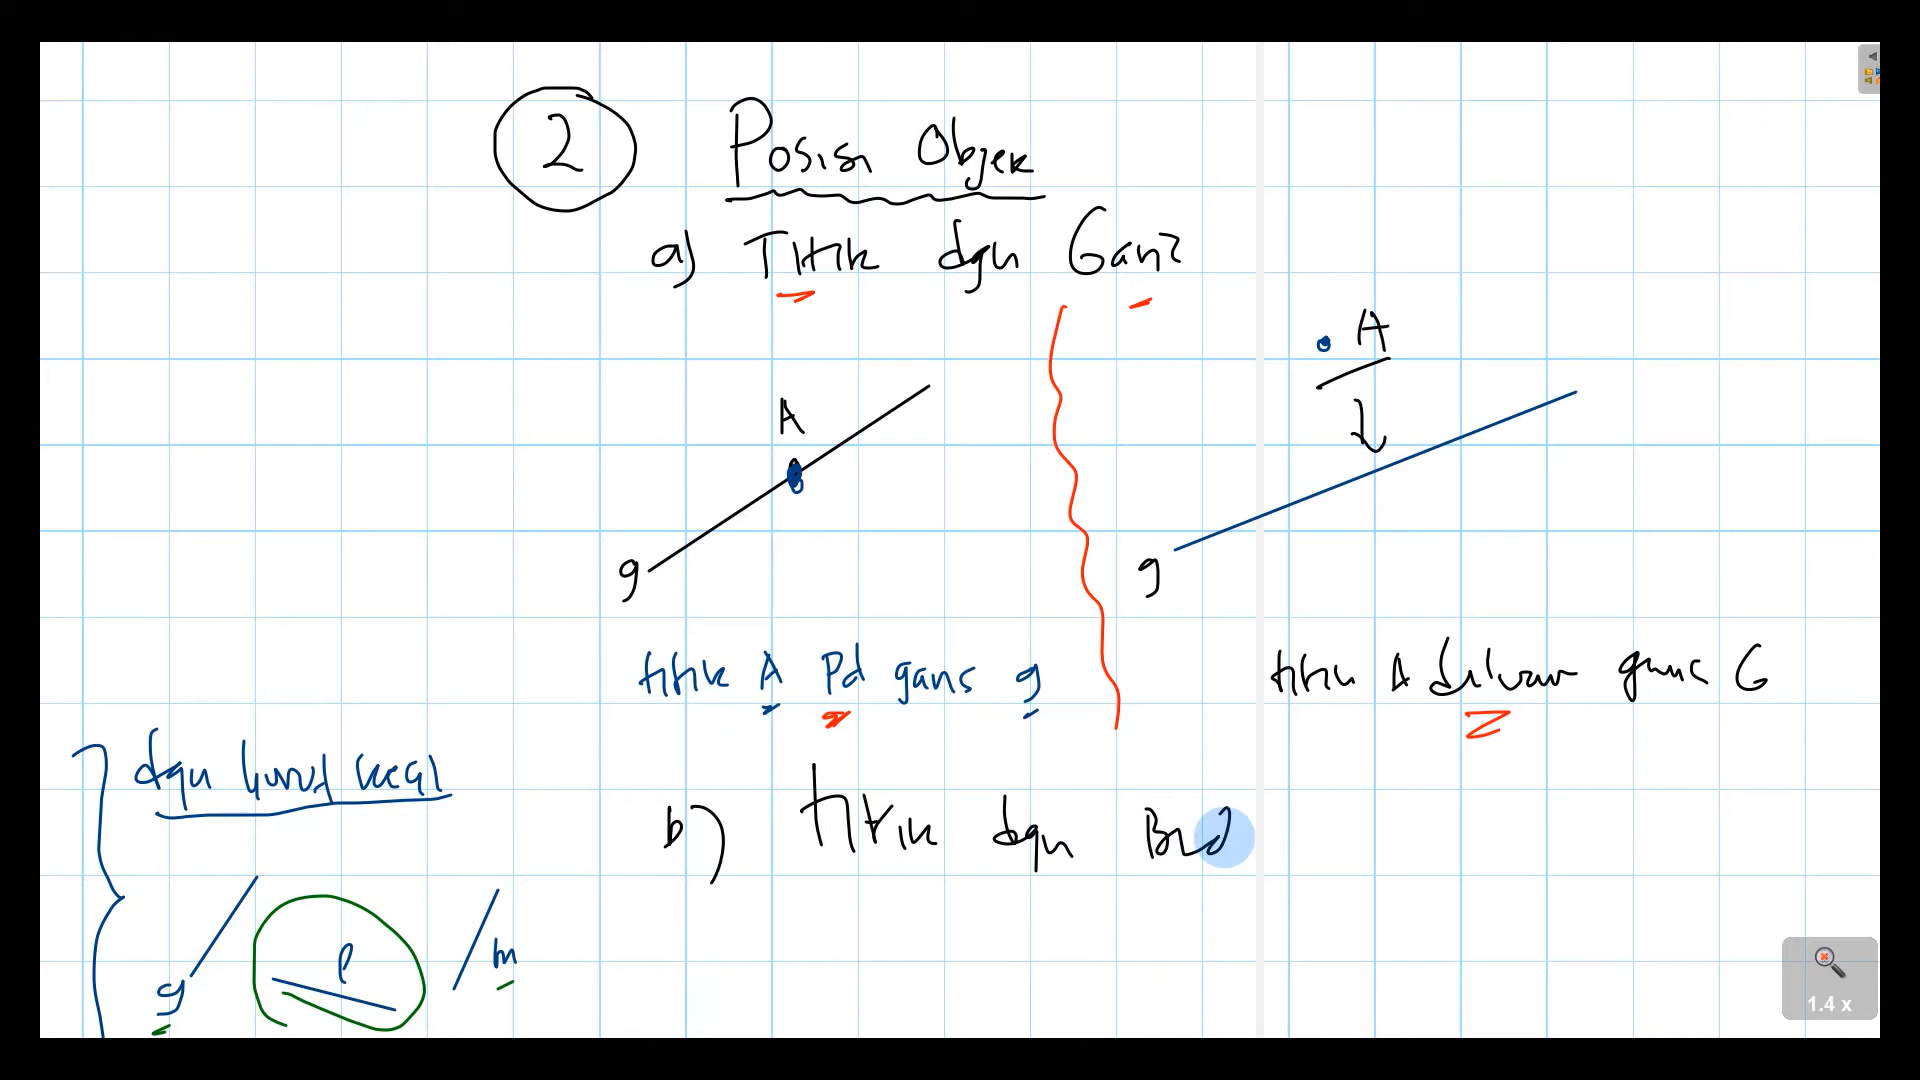 2 Posisi Objek
a) Titik dgn Garis
A
g
A
g
titik A Pd garis g
titik A diluar garis G
dgn huruf kecil
b) titik dgn Bid
g
l
m
1.4 x